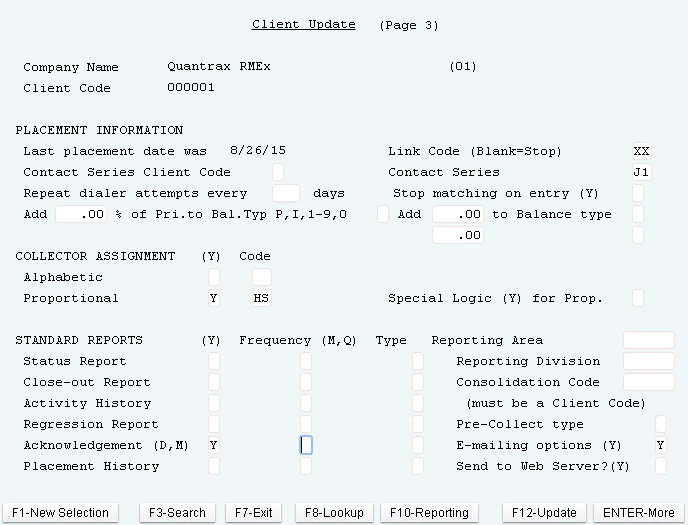 Client Update (Page 3)
Company Name Quantrax RMEx (01)
Client Code 000001
PLACEMENT INFORMATION
Last placement date was 8/26/15 Link Code (Blank=Stop) XX
Contact Series Client Code Contact Series J1
Repeat dialer attempts every days Stop matching on entry (Y)
Add .00 % of Pri.to Bal.Typ P,I,1-9,O Add .00 to Balance type
.00
COLLECTOR ASSIGNMENT (Y) Code
Alphabetic
Proportional Y HS Special Logic (Y) for Prop.
STANDARD REPORTS (Y) Frequency (M,Q) Type Reporting Area
Status Report Reporting Division
Close-out Report Consolidation Code
Activity History (must be a Client Code)
Regression Report Pre-Collect type
Acknowledgement (D,M) Y E-mailing options (Y) Y
Placement History Send to Web Server?(Y)
F1-New Selection F3-Search F7-Exit F8-Lookup F10-Reporting F12-Update ENTER-More